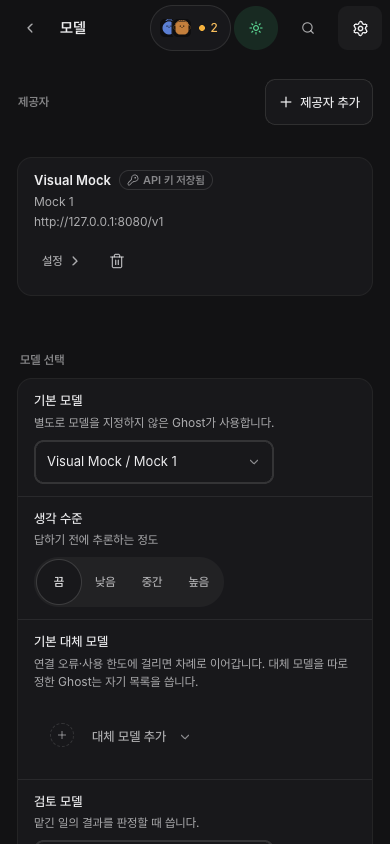 모델
2
제공자
제공자 추가
Visual Mock
API 키 저장됨
Mock 1
http://127.0.0.1:8080/v1
설정
모델 선택
기본 모델
별도로 모델을 지정하지 않은 Ghost가 사용합니다.
Visual Mock / Mock 1
생각 수준
답하기 전에 추론하는 정도
끔
낮음
중간
높음
기본 대체 모델
연결 오류·사용 한도에 걸리면 차례로 이어갑니다. 대체 모델을 따로
정한 Ghost는 자기 목록을 씁니다.
대체 모델 추가
검토 모델
맡긴 일의 결과를 판정할 때 씁니다.